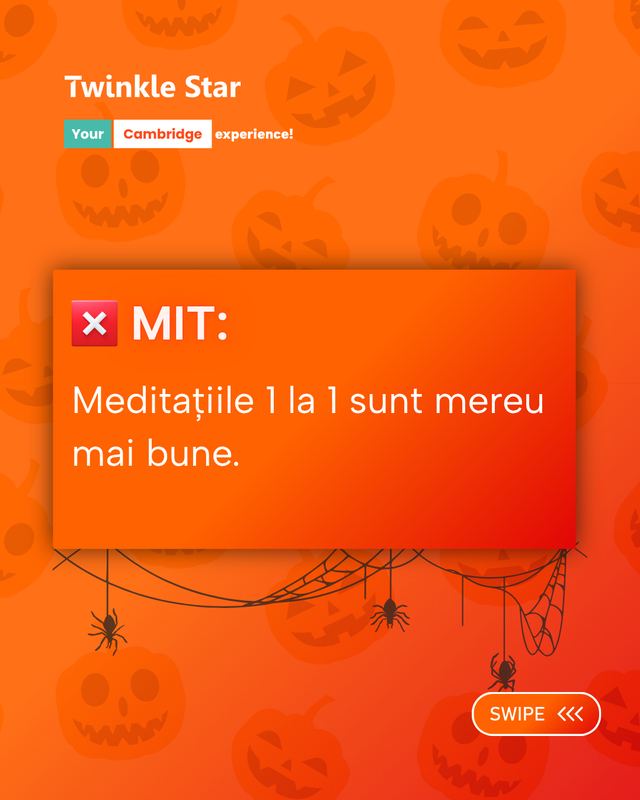 Twinkle Star
Your Cambridge experience!
MIT:
Meditațiile 1 la 1 sunt mereu
mai bune.
SWIPE